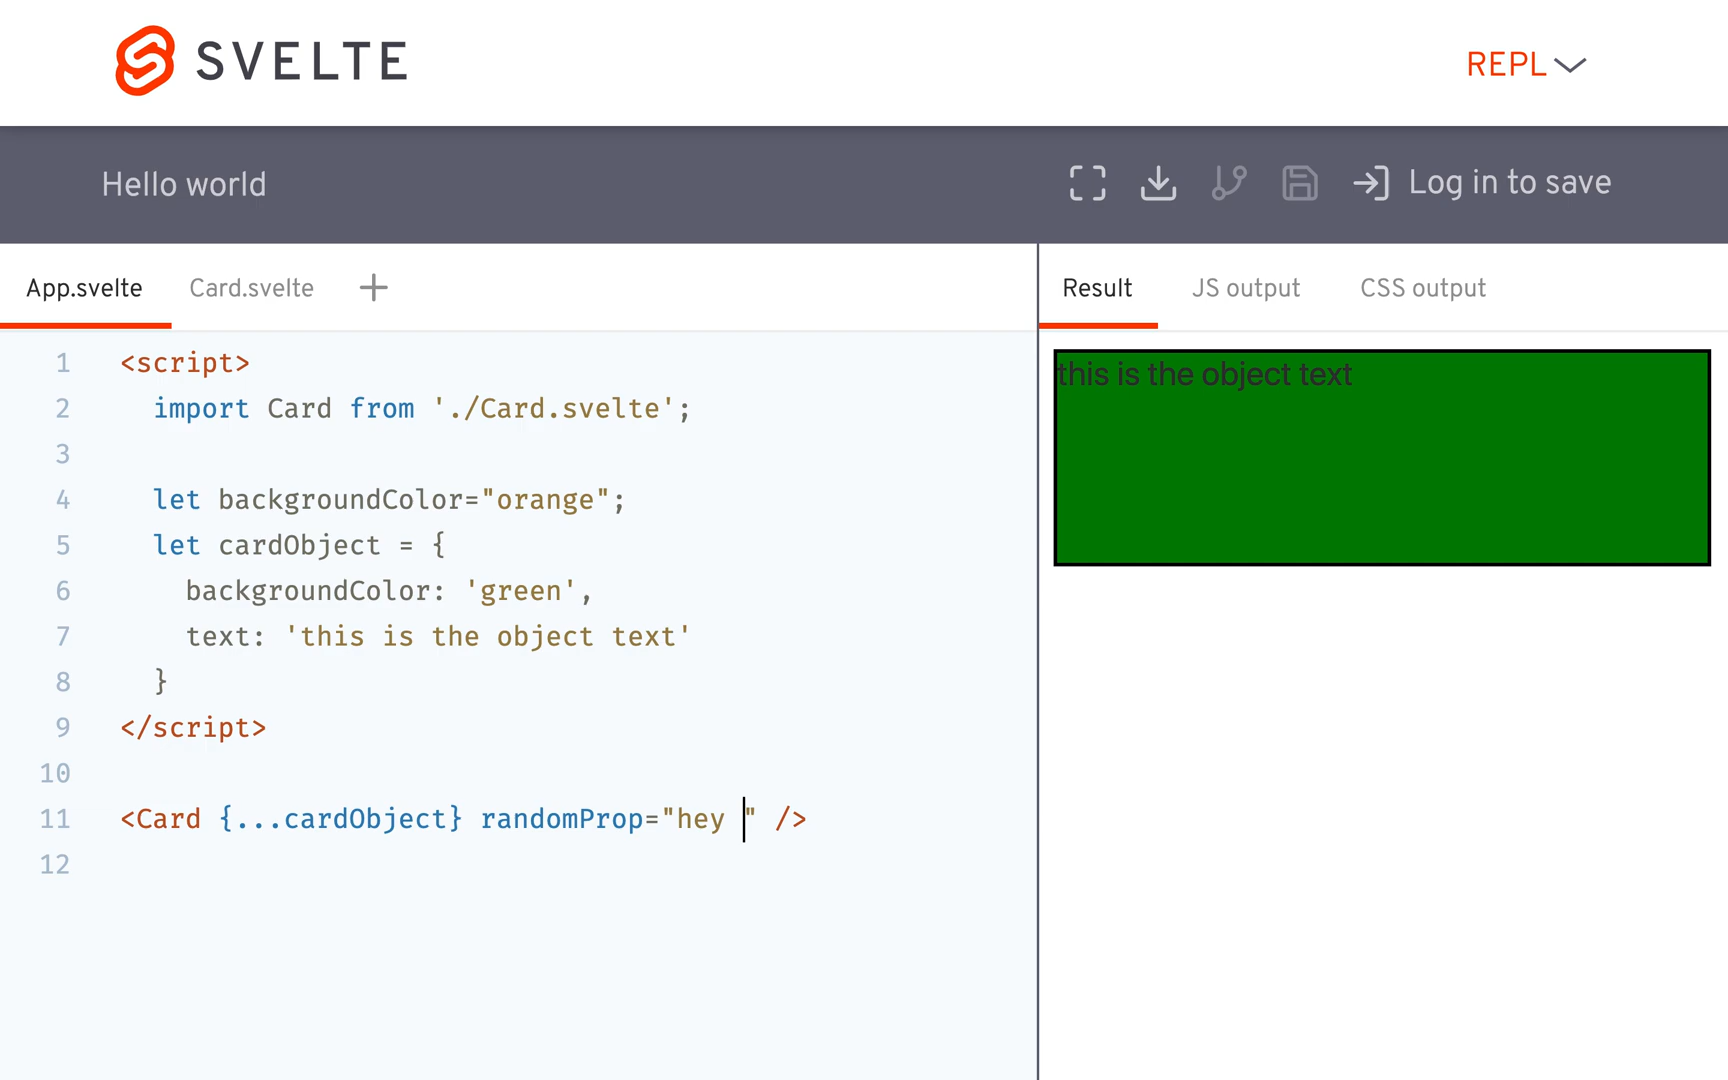 SVELTE
REPL
Hello world
Log in to save
App.svelte Card.svelte +
Result JS output CSS output
1 <script>
2 import Card from './Card.svelte';
3
4 let backgroundColor="orange";
5 let cardObject = {
6 backgroundColor: 'green',
7 text: 'this is the object text'
8 }
9 </script>
10
11 <Card {...cardObject} randomProp="hey " />
12
this is the object text